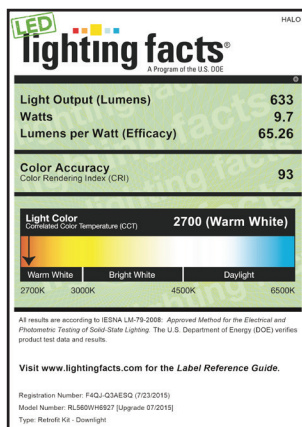 HALO
LED
lighting facts®
A Program of the U.S. DOE
Light Output (Lumens) 633
Watts 9.7
Lumens per Watt (Efficacy) 65.26
Color Accuracy
Color Rendering Index (CRI) 93
Light Color
Correlated Color Temperature (CCT) 2700 (Warm White)
Warm White Bright White Daylight
2700K 3000K 4500K 6500K
All results are according to IESNA LM-79-2008: Approved Method for the Electrical and
Photometric Testing of Solid-State Lighting. The U.S. Department of Energy (DOE) verifies
product test data and results.
Visit www.lightingfacts.com for the Label Reference Guide.
Registration Number: F4QJ-Q3AESQ (7/23/2015)
Model Number: RL560WH6927 [Upgrade 07/2015]
Type: Retrofit Kit - Downlight